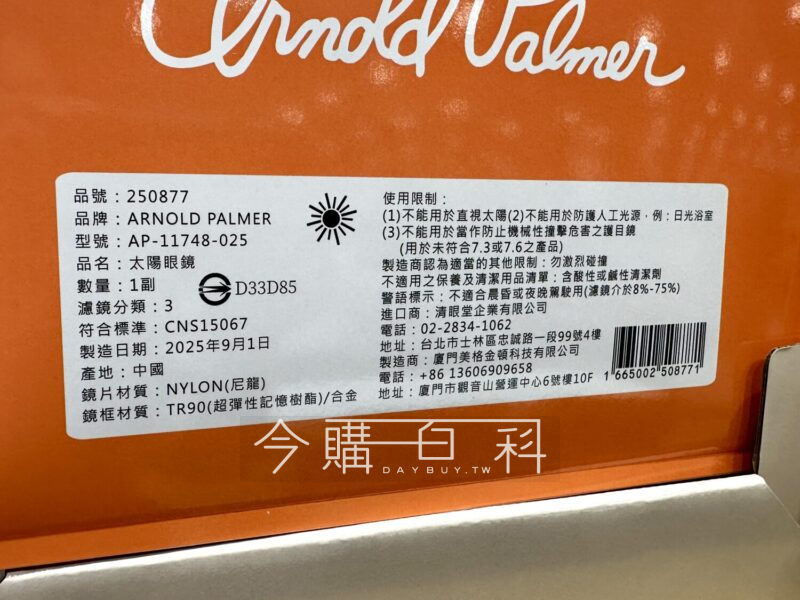 Arnold Palmer
品號：250877
品牌：ARNOLD PALMER
型號：AP-11748-025
品名：太陽眼鏡
數量：1副
D33D85
濾鏡分類：3
符合標準：CNS15067
製造日期：2025年9月1日
產地：中國
鏡片材質：NYLON(尼龍)
鏡框材質：TR90(超彈性記憶樹酯)/合金
使用限制：
(1)不能用於直視太陽(2)不能用於防護人工光源，例：日光浴室
(3)不能用於當作防止機械性撞擊危害之護目鏡
(用於未符合7.3或7.6之產品)
製造商認為適當的其他限制：勿激烈碰撞
不適用之保養及清潔用品清單：含酸性或鹼性清潔劑
警語標示：不適合晨昏或夜晚駕駛用(濾鏡介於8%-75%)
進口商：清眼堂企業有限公司
電話：02-2834-1062
地址：台北市士林區忠誠路一段99號4樓
製造商：廈門美格金頓科技有限公司
電話：+86 13606909658
地址：廈門市觀音山營運中心6號樓10F
1 665002 508771
今購百科
DAYBUY.TW